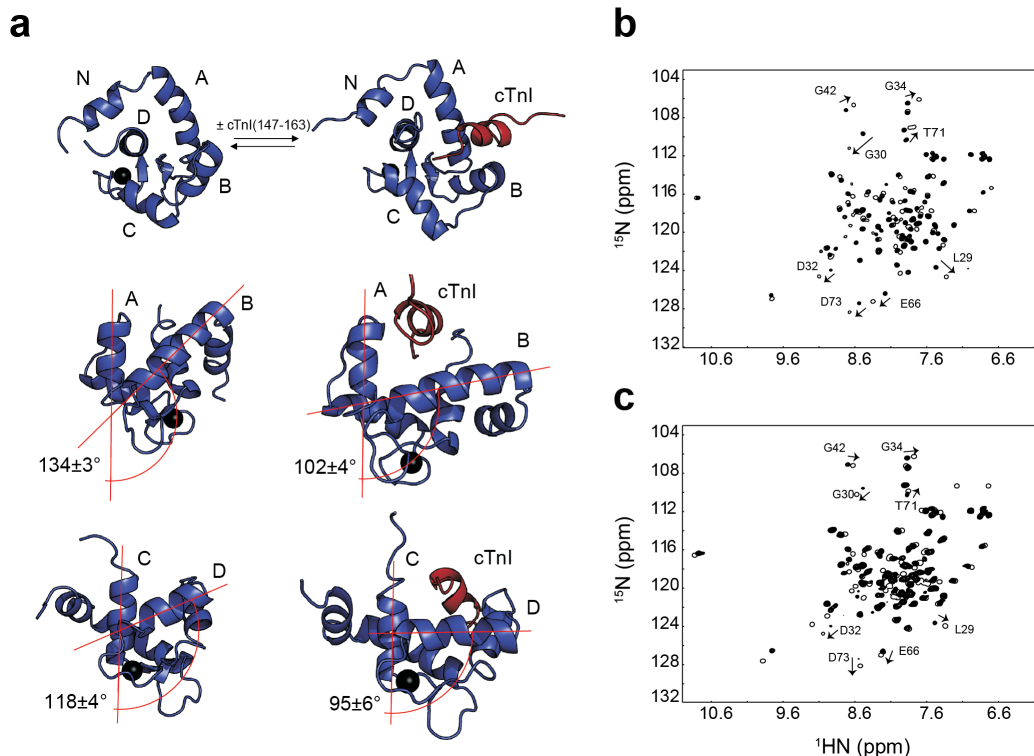 a
N
A
D
B
C
± cTnI(147-163)
N
A
D
cTnI
B
C
A
B
134±3°
A
cTnI
B
102±4°
C
D
118±4°
C
cTnI
D
95±6°
b
104
108
112
116
120
124
128
132
15N (ppm)
G42
G34
T71
G30
D32
L29
D73
E66
10.6 9.6 8.6 7.6 6.6
c
104
108
112
116
120
124
128
132
15N (ppm)
G42
G34
G30
T71
D32
L29
D73
E66
10.6 9.6 8.6 7.6 6.6
1HN (ppm)